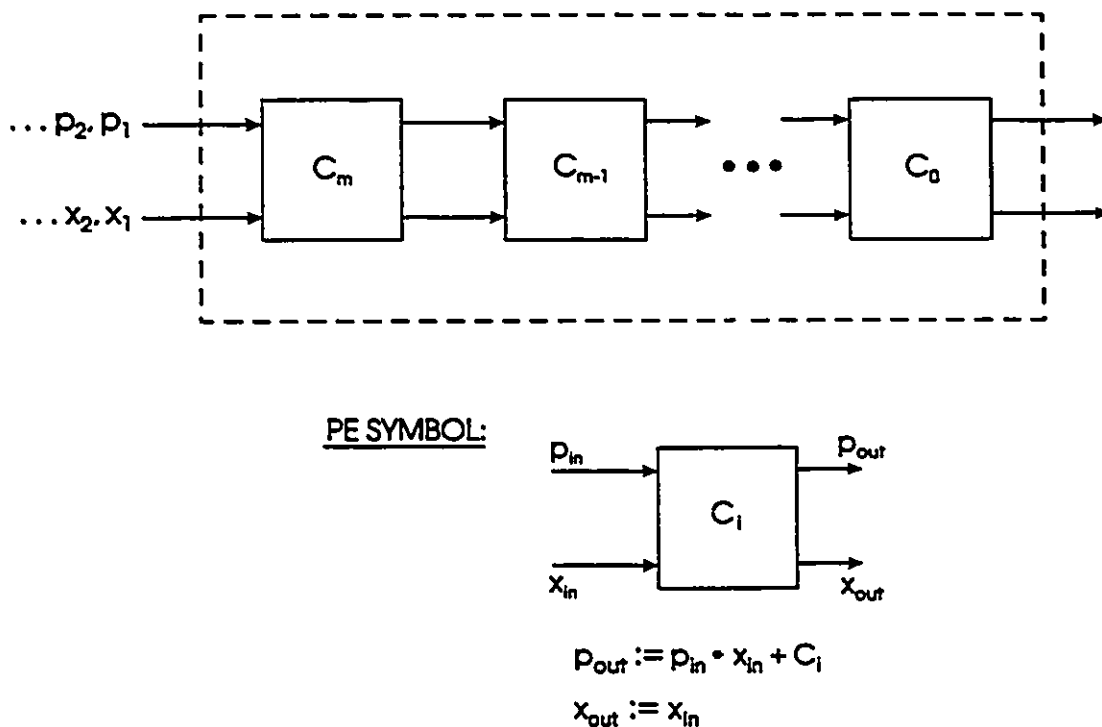 ... p₂, p₁
Cₘ
Cₘ₋₁
C₀
... x₂, x₁
PE SYMBOL:
pᵢₙ
pₒᵤₜ
Cᵢ
xᵢₙ
xₒᵤₜ
pₒᵤₜ := pᵢₙ • xᵢₙ + Cᵢ
xₒᵤₜ := xᵢₙ